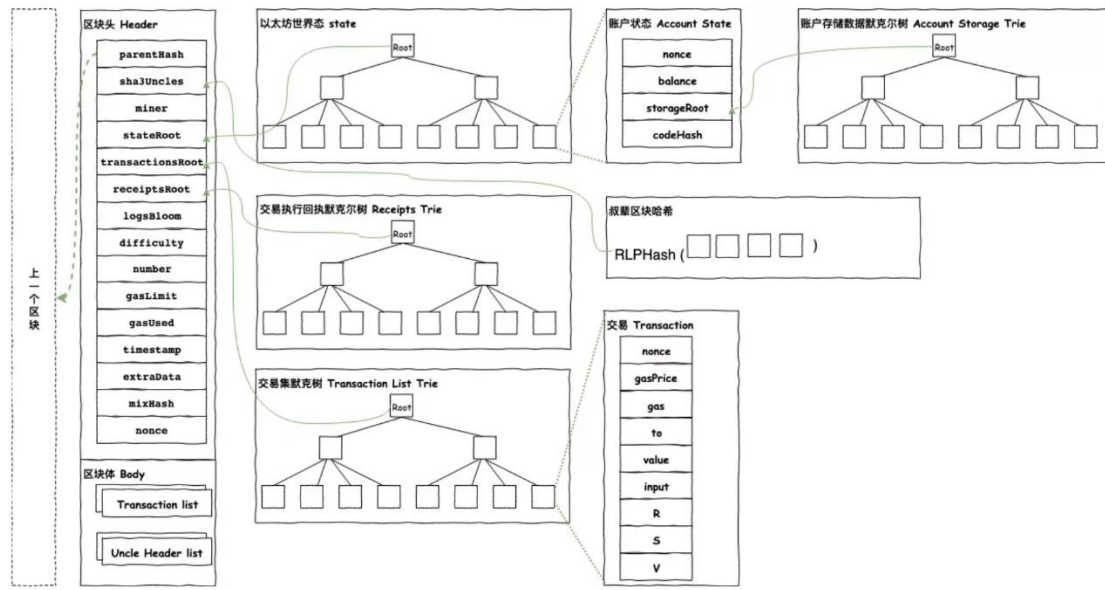 上一个区块
区块头 Header
parentHash
sha3Uncles
miner
stateRoot
transactionsRoot
receiptsRoot
logsBloom
difficulty
number
gasLimit
gasUsed
timestamp
extraData
mixHash
nonce
区块体 Body
Transaction list
Uncle Header list
以太坊世界态 state
Root
账户状态 Account State
nonce
balance
storageRoot
codeHash
账户存储数据默克尔树 Account Storage Trie
Root
交易执行回执默克尔树 Receipts Trie
Root
叔辈区块哈希
RLPHash ( )
交易集默克树 Transaction List Trie
Root
交易 Transaction
nonce
gasPrice
gas
to
value
input
R
S
V